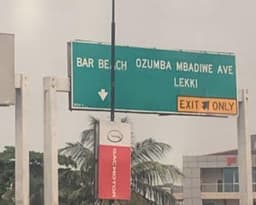 BAR BEACH
OZUMBA MBADIWE AVE
LEKKI
EXIT ONLY
GAC MOTOR